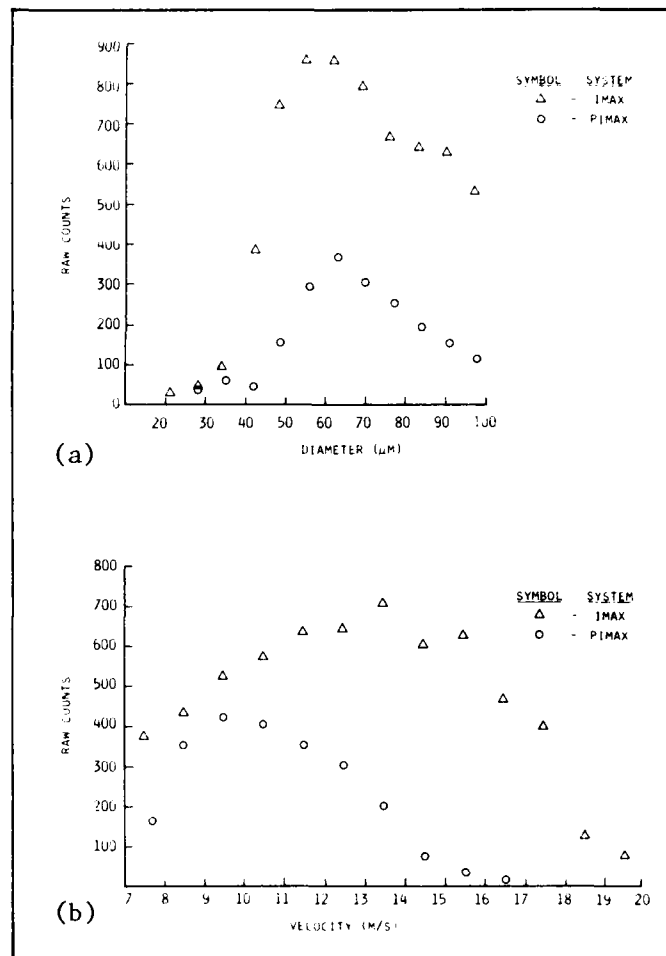 900
800
700
600
500
400
300
200
100
0
RAW COUNTS
SYMBOL SYSTEM
△ - IMAX
○ - PIMAX
20 30 40 50 60 70 80 90 100
DIAMETER (µM)
(a)
800
700
600
500
400
300
200
100
RAW COUNTS
SYMBOL SYSTEM
△ - IMAX
○ - PIMAX
7 8 9 10 11 12 13 14 15 16 17 18 19 20
VELOCITY (M/S)
(b)